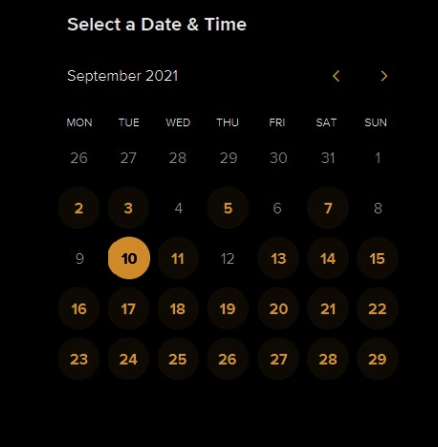 Select a Date & Time
September 2021
MON TUE WED THU FRI SAT SUN
26 27 28 29 30 31 1
2 3 4 5 6 7 8
9 10 11 12 13 14 15
16 17 18 19 20 21 22
23 24 25 26 27 28 29